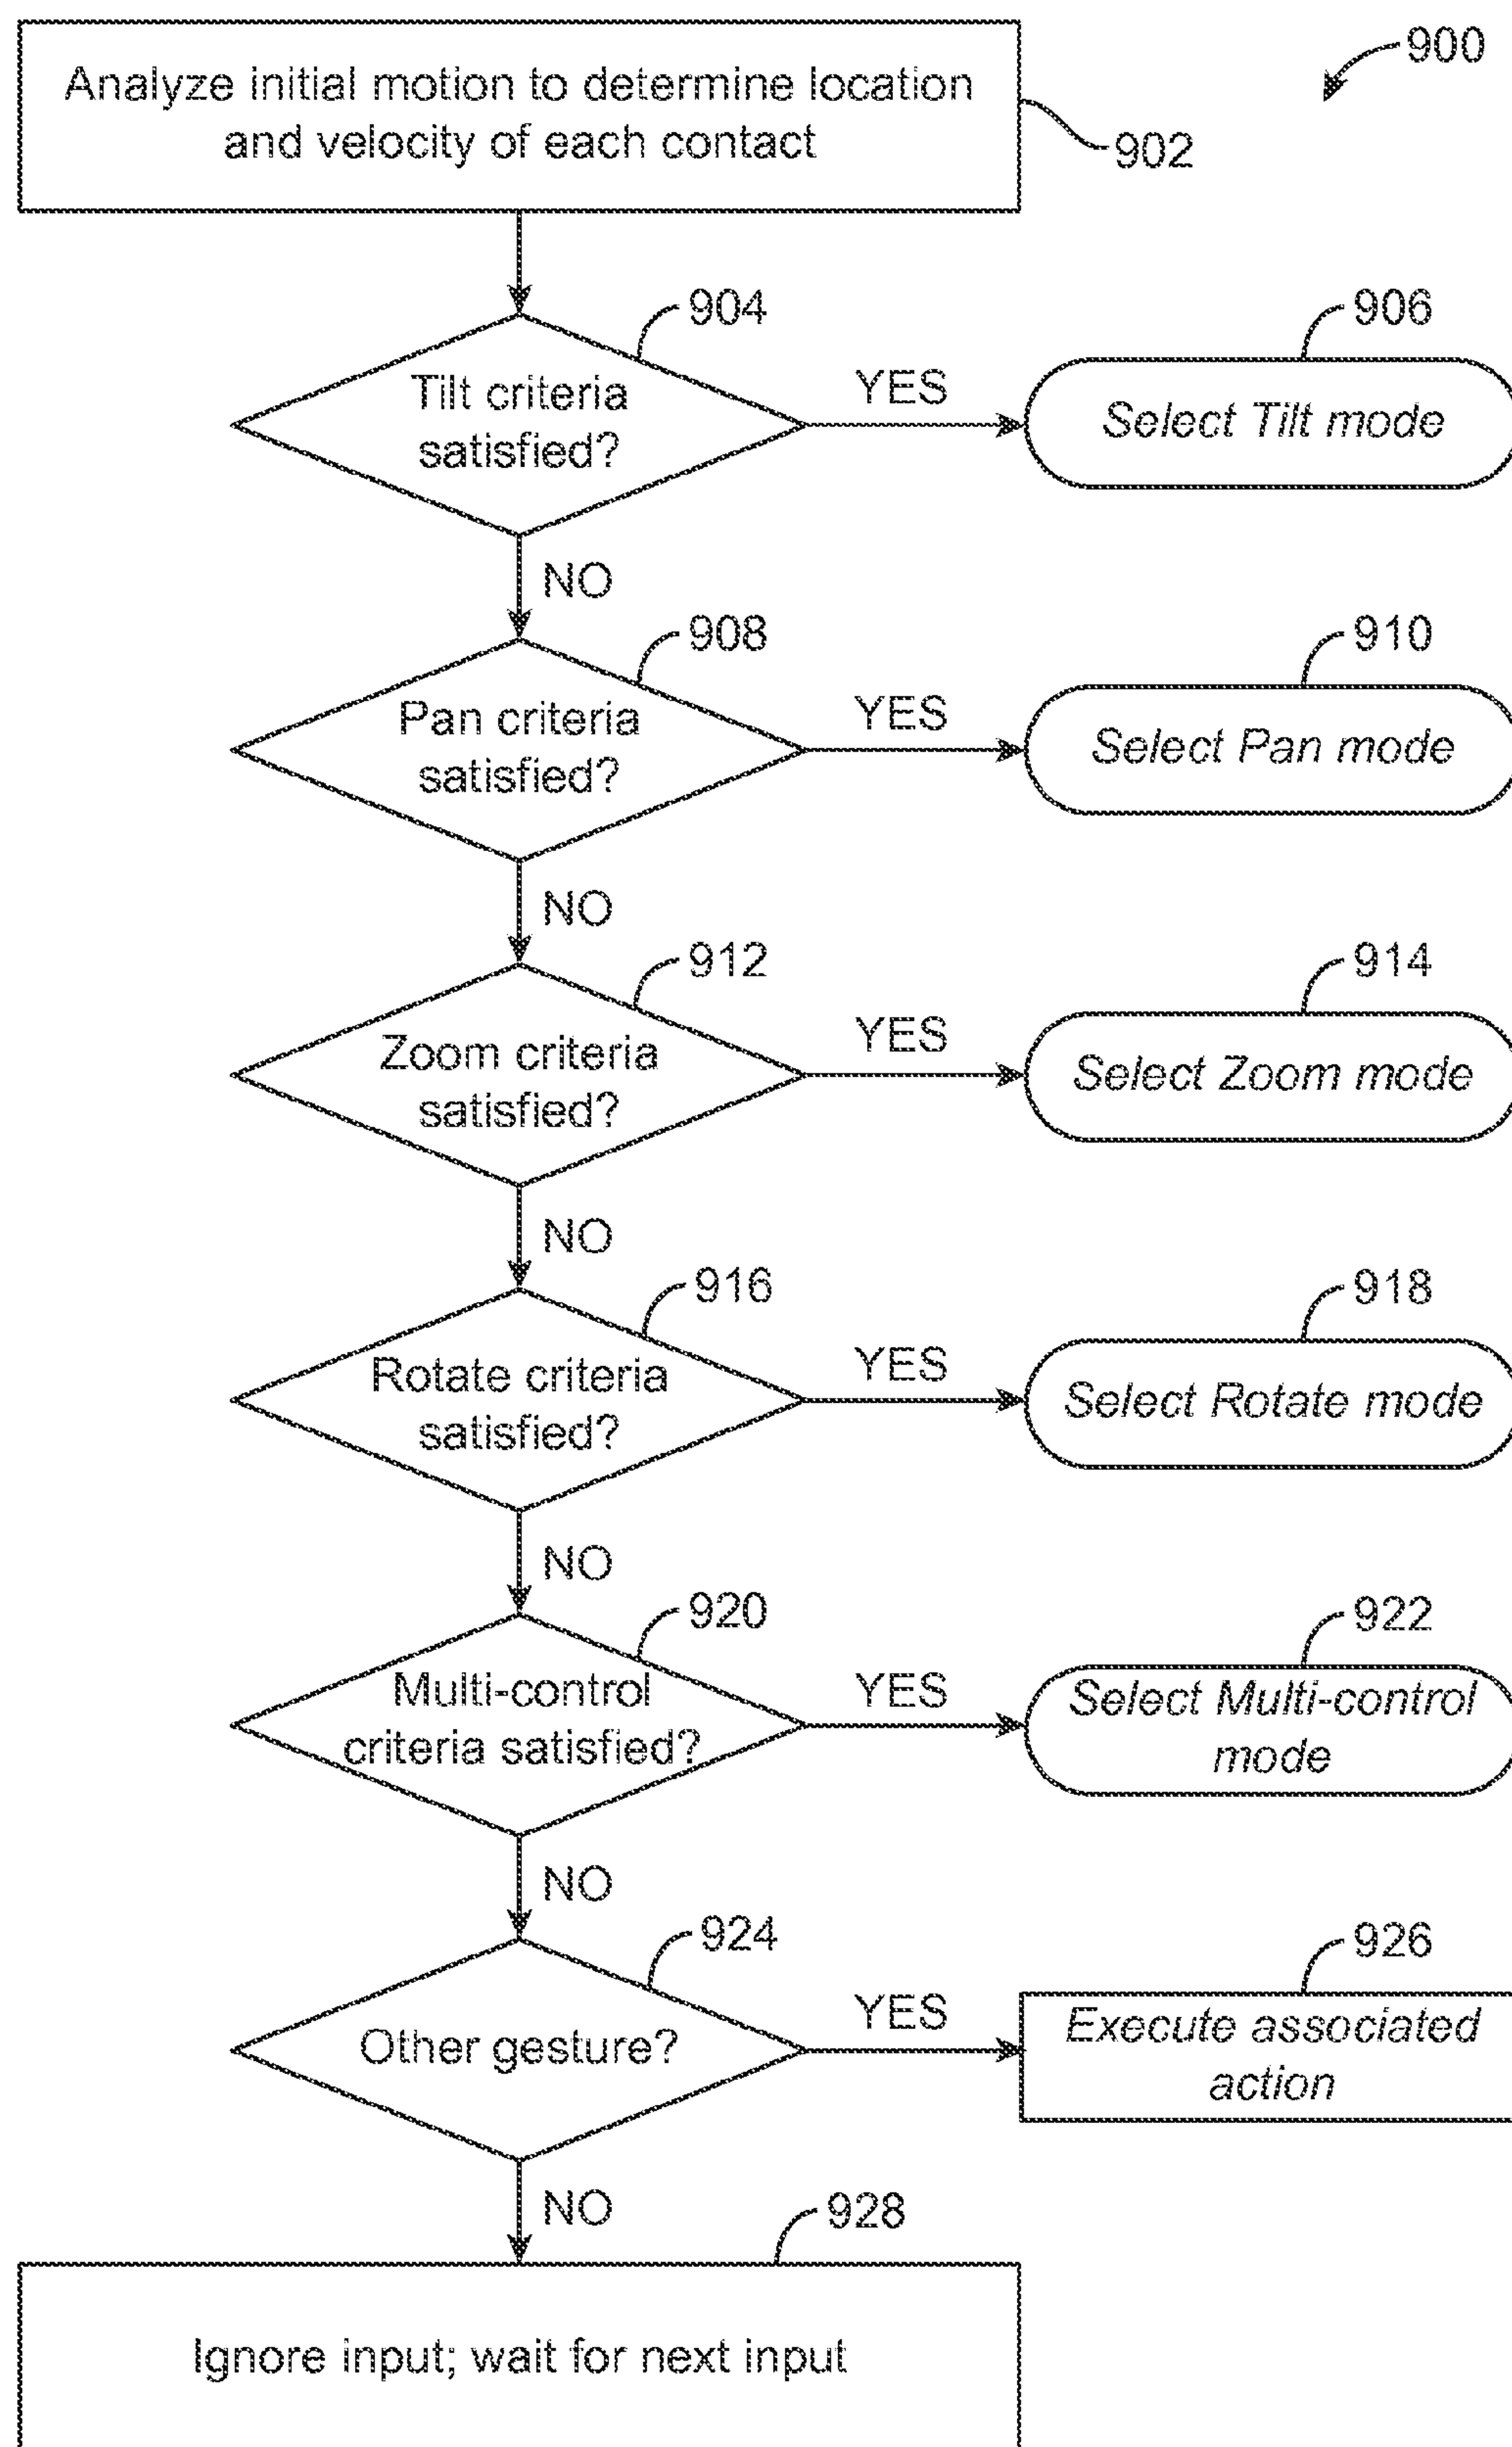 900
Analyze initial motion to determine location
and velocity of each contact
902
904
906
Tilt criteria
satisfied?
YES
Select Tilt mode
NO
908
910
Pan criteria
satisfied?
YES
Select Pan mode
NO
912
914
Zoom criteria
satisfied?
YES
Select Zoom mode
NO
916
918
Rotate criteria
satisfied?
YES
Select Rotate mode
NO
920
922
Multi-control
criteria satisfied?
YES
Select Multi-control
mode
NO
924
926
Other gesture?
YES
Execute associated
action
NO
928
Ignore input; wait for next input